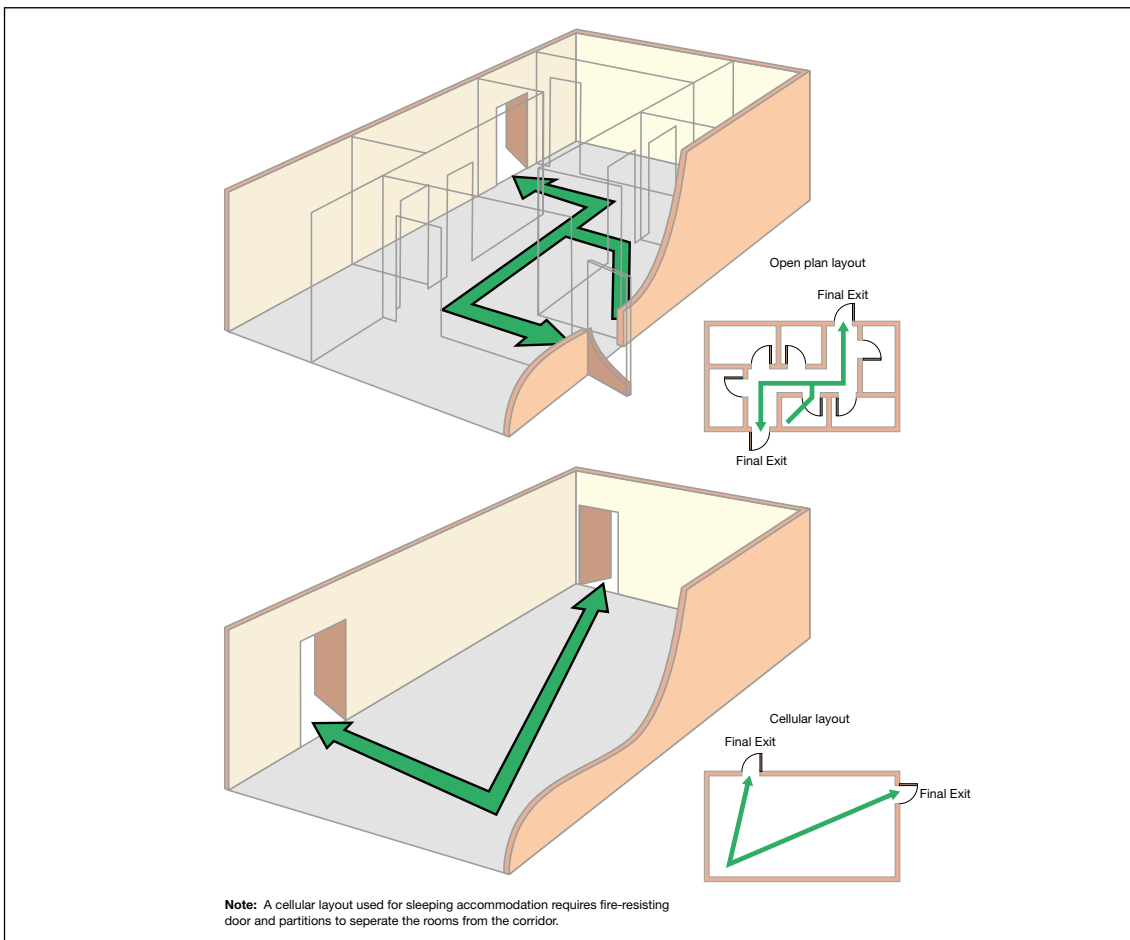 Open plan layout
Final Exit
Final Exit
Cellular layout
Final Exit
Final Exit
Note: A cellular layout used for sleeping accommodation requires fire-resisting
door and partitions to seperate the rooms from the corridor.